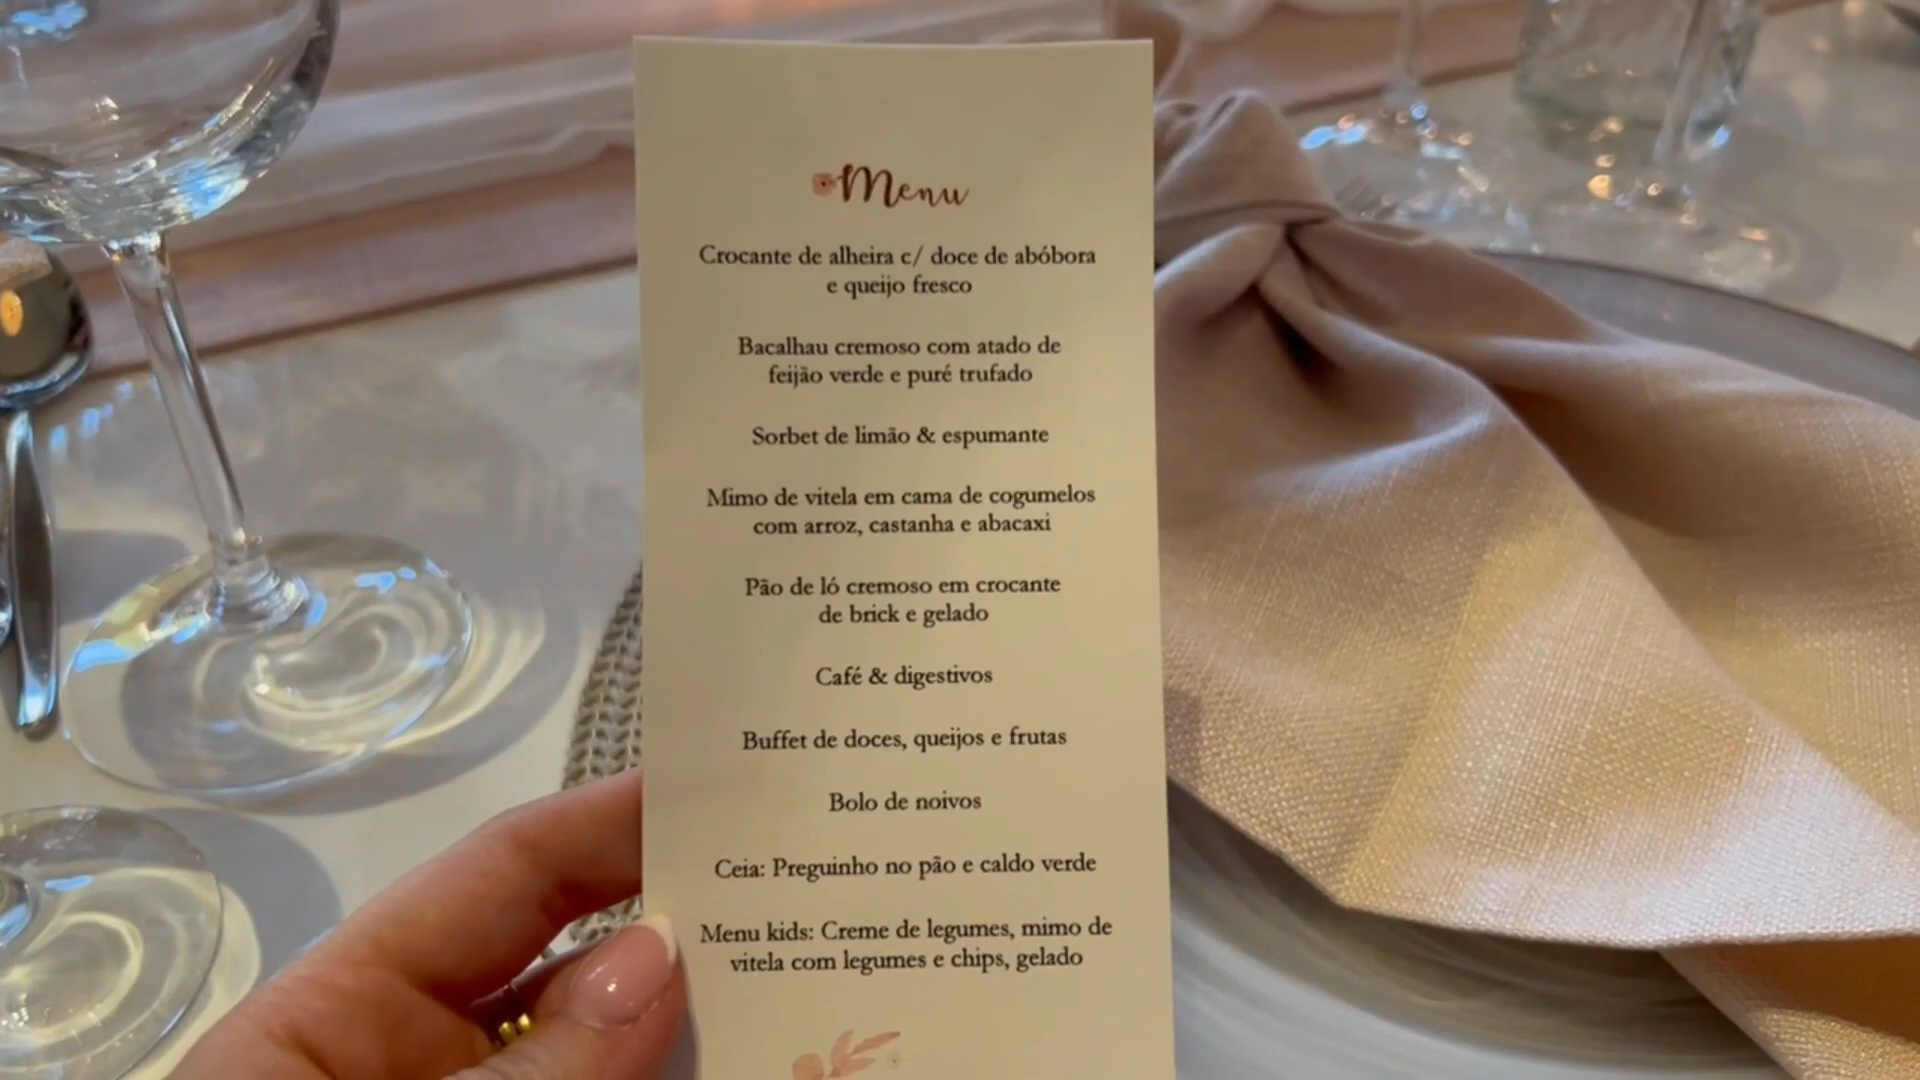 Menu
Crocante de alheira c/ doce de abóbora
e queijo fresco
Bacalhau cremoso com atado de
feijão verde e puré trufado
Sorbet de limão & espumante
Mimo de vitela em cama de cogumelos
com arroz, castanha e abacaxi
Pão de ló cremoso em crocante
de brick e gelado
Café & digestivos
Buffet de doces, queijos e frutas
Bolo de noivos
Ceia: Preguinho no pão e caldo verde
Menu kids: Creme de legumes, mimo de
vitela com legumes e chips, gelado